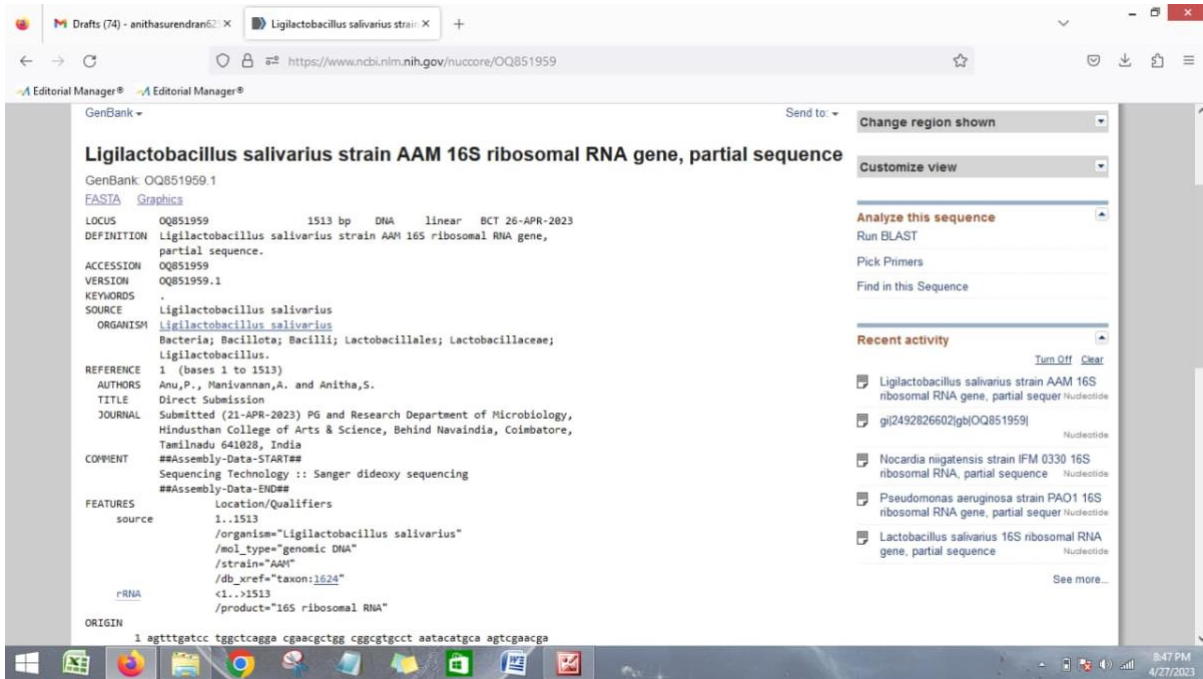 Drafts (74) - anithasurendran62
Ligilactobacillus salivarius strain
https://www.ncbi.nlm.nih.gov/nuccore/OQ851959
Editorial Manager® Editorial Manager®
GenBank
Send to:
Ligilactobacillus salivarius strain AAM 16S ribosomal RNA gene, partial sequence
GenBank: OQ851959.1
FASTA Graphics
LOCUS OQ851959 1513 bp DNA linear BCT 26-APR-2023
DEFINITION Ligilactobacillus salivarius strain AAM 16S ribosomal RNA gene,
partial sequence.
ACCESSION OQ851959
VERSION OQ851959.1
KEYWORDS .
SOURCE Ligilactobacillus salivarius
ORGANISM Ligilactobacillus salivarius
Bacteria; Bacillota; Bacilli; Lactobacillales; Lactobacillaceae;
Ligilactobacillus.
REFERENCE 1 (bases 1 to 1513)
AUTHORS Anu,P., Manivannan,A. and Anitha,S.
TITLE Direct Submission
JOURNAL Submitted (21-APR-2023) PG and Research Department of Microbiology,
Hindusthan College of Arts & Science, Behind Navaindia, Coimbatore,
Tamilnadu 641028, India
COMMENT ##Assembly-Data-START##
Sequencing Technology :: Sanger dideoxy sequencing
##Assembly-Data-END##
FEATURES Location/Qualifiers
source 1..1513
/organism="Ligilactobacillus salivarius"
/mol_type="genomic DNA"
/strain="AAM"
/db_xref="taxon:1624"
rRNA <1..>1513
/product="16S ribosomal RNA"
ORIGIN
1 agtttgatcc tggctcagga cgaacgctgg cggcgtgcct aatacatgca agtcgaacga
Change region shown
Customize view
Analyze this sequence
Run BLAST
Pick Primers
Find in this Sequence
Recent activity
Turn Off Clear
Ligilactobacillus salivarius strain AAM 16S
ribosomal RNA gene, partial sequer Nucleotide
gi|2492826602|gb|OQ851959|
Nucleotide
Nocardia niigatensis strain IFM 0330 16S
ribosomal RNA, partial sequence Nucleotide
Pseudomonas aeruginosa strain PAO1 16S
ribosomal RNA gene, partial sequer Nucleotide
Lactobacillus salivarius 16S ribosomal RNA
gene, partial sequence Nucleotide
See more...
8:47 PM
4/27/2023